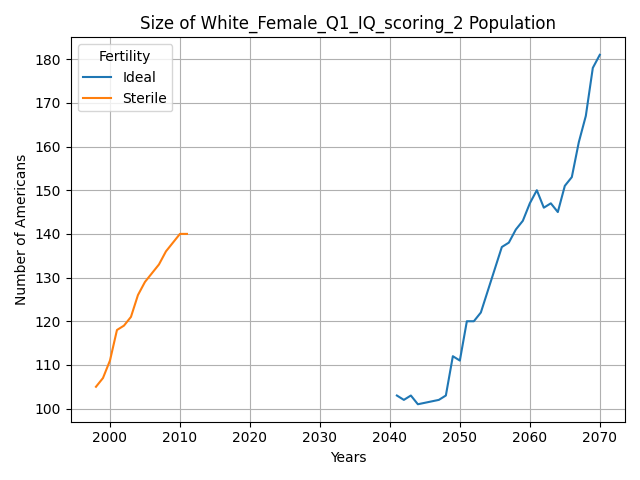 Size of White_Female_Q1_IQ_scoring_2 Population
Fertility
Ideal
Sterile
Number of Americans
180
170
160
150
140
130
120
110
100
2000 2010 2020 2030 2040 2050 2060 2070
Years